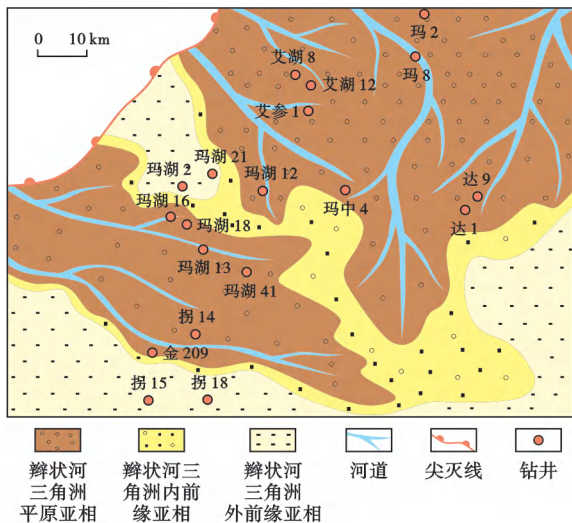 0 10 km
玛 2
艾湖 8
玛 8
艾湖 12
艾参 1
玛湖 21
玛湖 2
玛湖 12
达 9
玛湖 16
玛中 4
玛湖 18
达 1
玛湖 13
玛湖 41
拐 14
金 209
拐 15
拐 18
辫状河
三角洲
平原亚相
辫状河三
角洲内前
缘亚相
辫状河
三角洲
外前缘亚相
河道
尖灭线
钻井